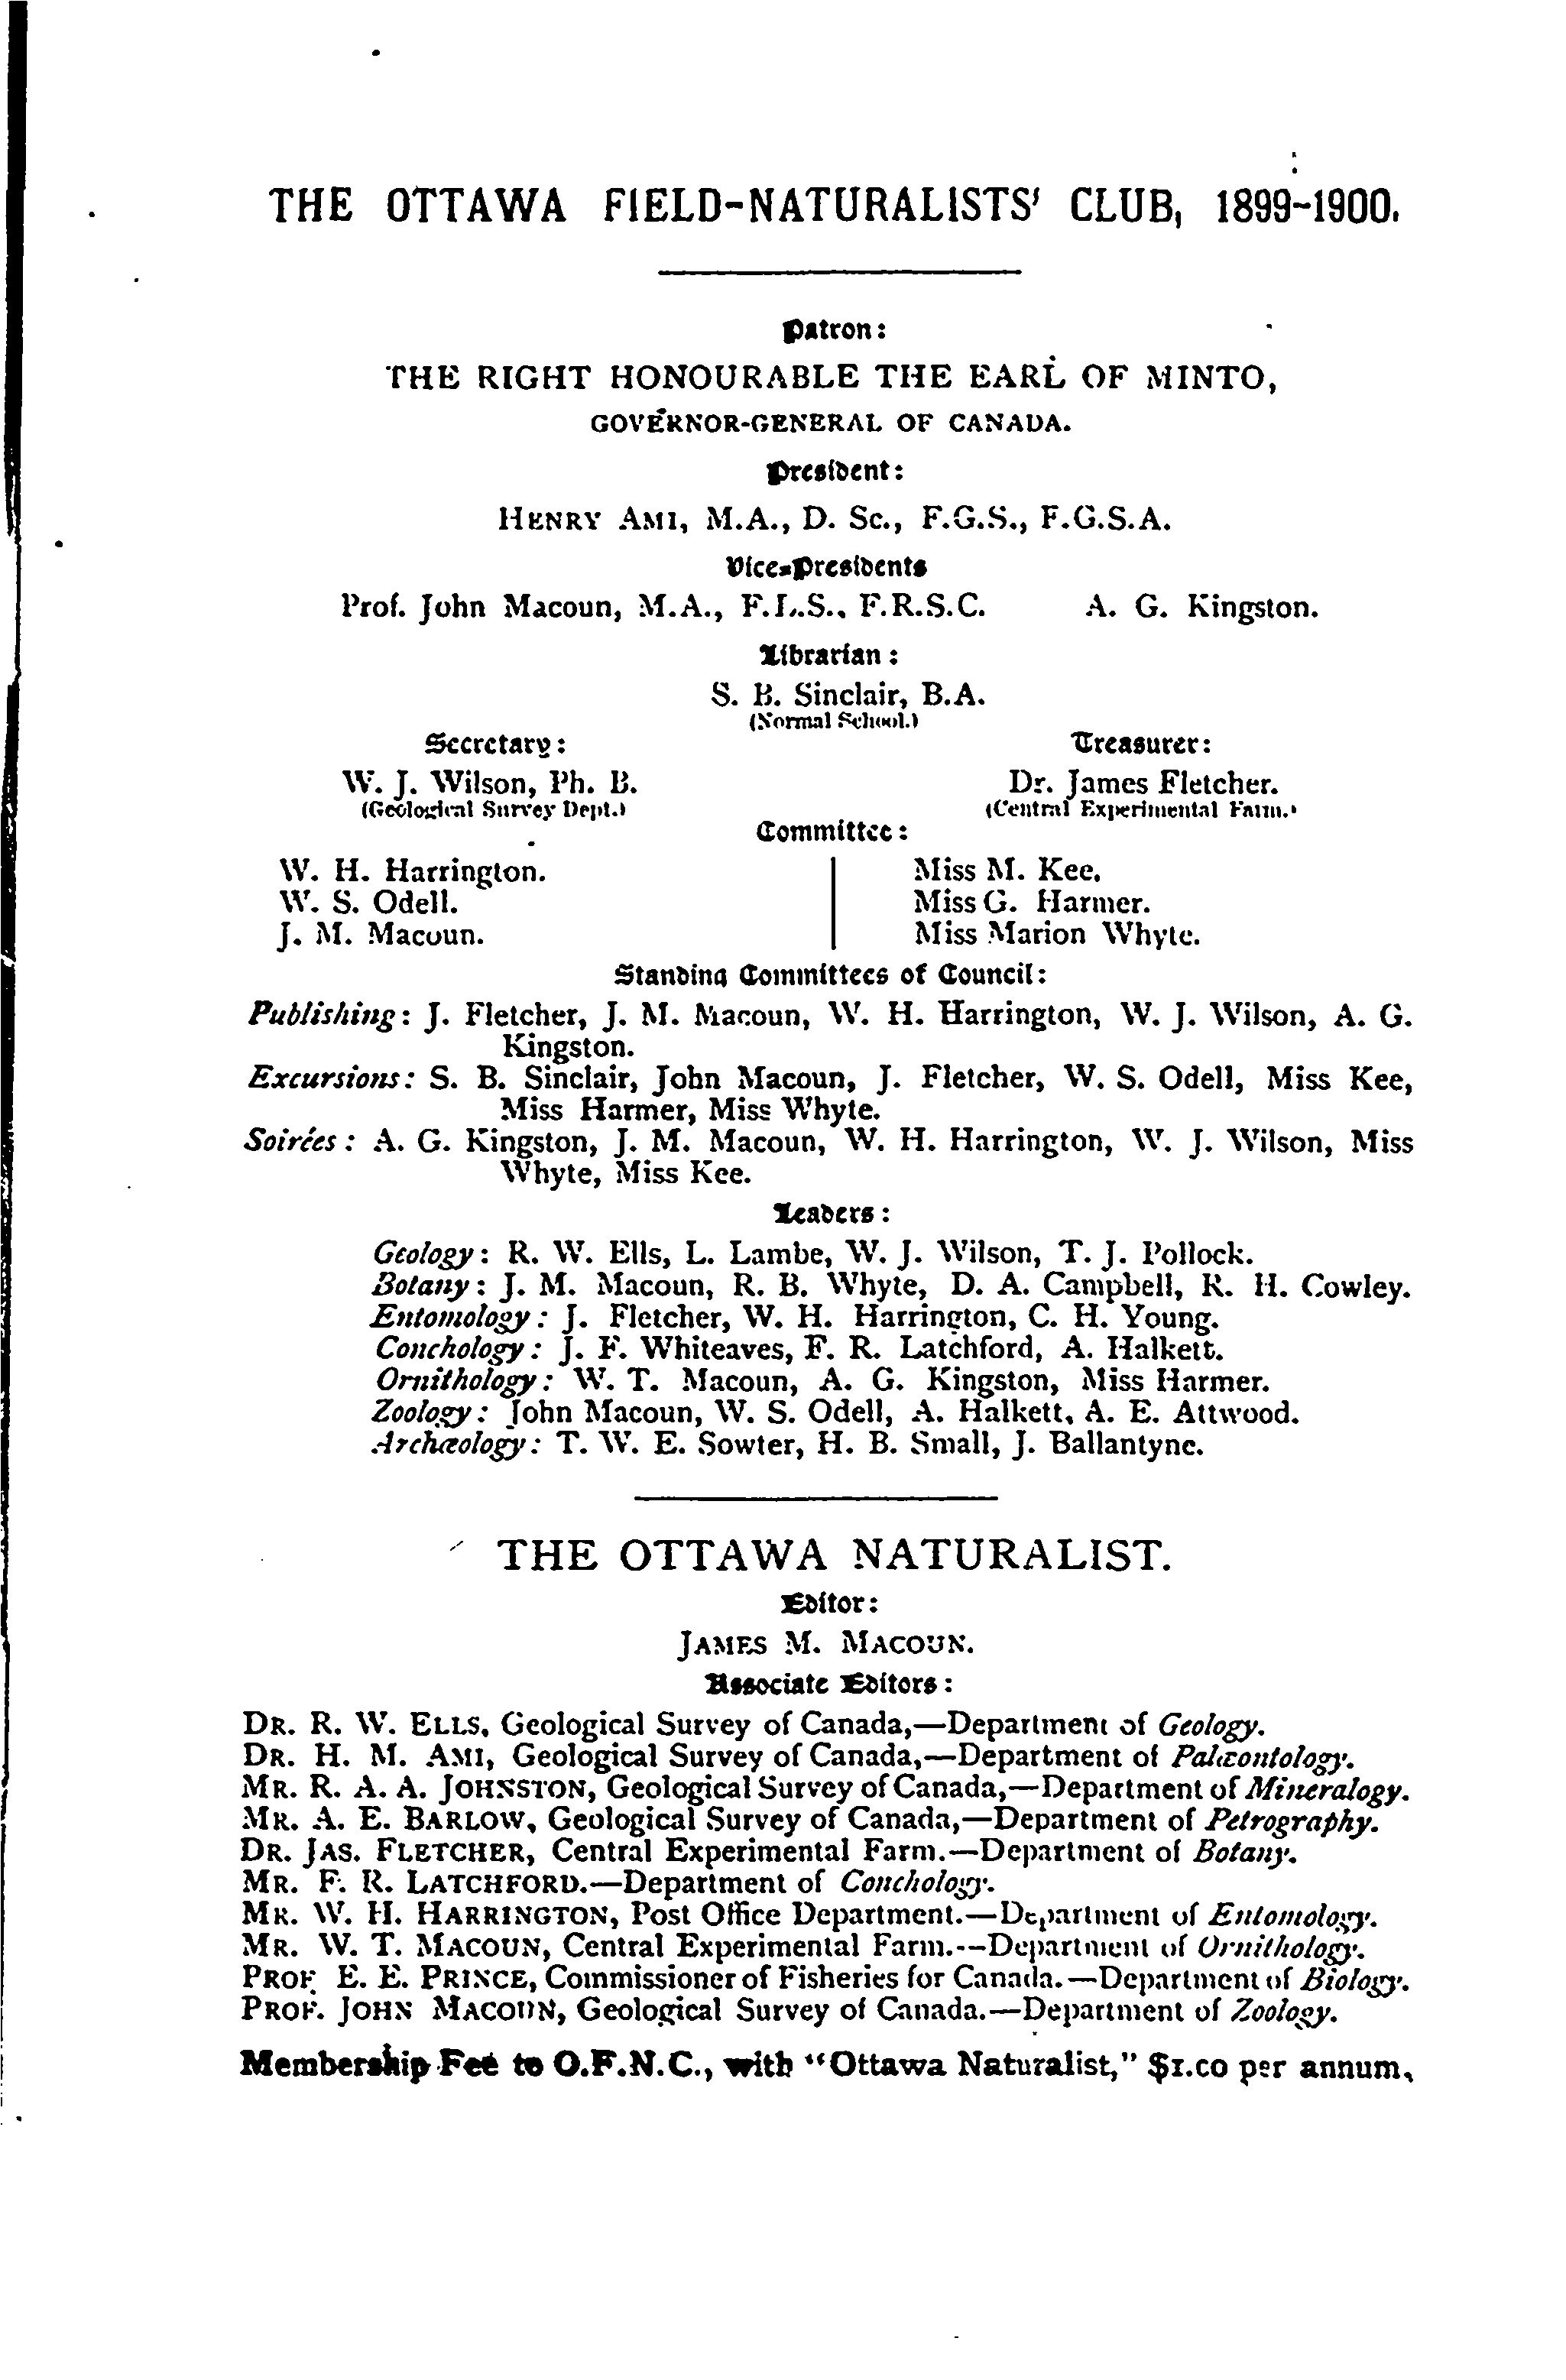 THE OTTAWA FIELD-NATURALISTS' CLUB, 1899-1900.
Patron:
THE RIGHT HONOURABLE THE EARL OF MINTO,
GOVERNOR-GENERAL OF CANADA.
President:
HENRY AMI, M.A., D. Sc., F.G.S., F.G.S.A.
Vice-Presidents
Prof. John Macoun, M.A., F.L.S., F.R.S.C. A. G. Kingston.
Librarian:
S. B. Sinclair, B.A.
(Normal School.)
Secretary: Treasurer:
W. J. Wilson, Ph. B. Dr. James Fletcher.
(Geological Survey Dept.) (Central Experimental Farm.)
Committee:
W. H. Harrington. Miss M. Kee.
W. S. Odell. Miss G. Harmer.
J. M. Macoun. Miss Marion Whyte.
Standing Committees of Council:
Publishing: J. Fletcher, J. M. Macoun, W. H. Harrington, W. J. Wilson, A. G.
Kingston.
Excursions: S. B. Sinclair, John Macoun, J. Fletcher, W. S. Odell, Miss Kee,
Miss Harmer, Miss Whyte.
Soirées: A. G. Kingston, J. M. Macoun, W. H. Harrington, W. J. Wilson, Miss
Whyte, Miss Kee.
Leaders:
Geology: R. W. Ells, L. Lambe, W. J. Wilson, T. J. Pollock.
Botany: J. M. Macoun, R. B. Whyte, D. A. Campbell, R. H. Cowley.
Entomology: J. Fletcher, W. H. Harrington, C. H. Young.
Conchology: J. F. Whiteaves, F. R. Latchford, A. Halkett.
Ornithology: W. T. Macoun, A. G. Kingston, Miss Harmer.
Zoology: John Macoun, W. S. Odell, A. Halkett, A. E. Attwood.
Archæology: T. W. E. Sowter, H. B. Small, J. Ballantyne.
THE OTTAWA NATURALIST.
Editor:
JAMES M. MACOUN.
Associate Editors:
DR. R. W. ELLS, Geological Survey of Canada,—Department of Geology.
DR. H. M. AMI, Geological Survey of Canada,—Department of Palæontology.
MR. R. A. A. JOHNSTON, Geological Survey of Canada,—Department of Mineralogy.
MR. A. E. BARLOW, Geological Survey of Canada,—Department of Petrography.
DR. JAS. FLETCHER, Central Experimental Farm.—Department of Botany.
MR. F. R. LATCHFORD.—Department of Conchology.
MR. W. H. HARRINGTON, Post Office Department.—Department of Entomology.
MR. W. T. MACOUN, Central Experimental Farm.—Department of Ornithology.
PROF. E. E. PRINCE, Commissioner of Fisheries for Canada.—Department of Biology.
PROF. JOHN MACOUN, Geological Survey of Canada.—Department of Zoology.
Membership Fee to O.F.N.C., with "Ottawa Naturalist," $1.00 per annum.